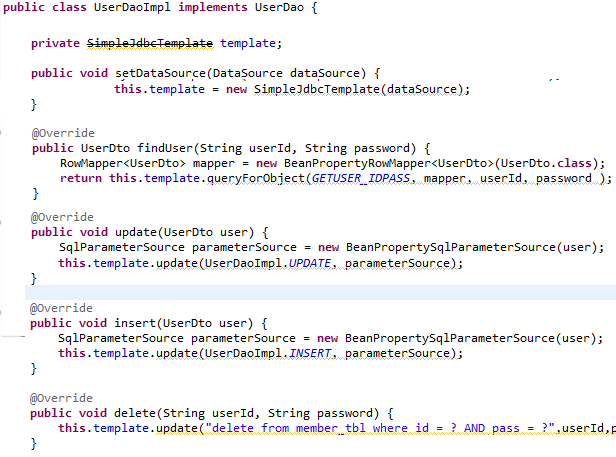 public class UserDaoImpl implements UserDao {
private SimpleJdbcTemplate template;
public void setDataSource(DataSource dataSource) {
this.template = new SimpleJdbcTemplate(dataSource);
}
@Override
public UserDto findUser(String userId, String password) {
RowMapper<UserDto> mapper = new BeanPropertyRowMapper<UserDto>(UserDto.class);
return this.template.queryForObject(GETUSER_IDPASS, mapper, userId, password );
}
@Override
public void update(UserDto user) {
SqlParameterSource parameterSource = new BeanPropertySqlParameterSource(user);
this.template.update(UserDaoImpl.UPDATE, parameterSource);
}
@Override
public void insert(UserDto user) {
SqlParameterSource parameterSource = new BeanPropertySqlParameterSource(user);
this.template.update(UserDaoImpl.INSERT, parameterSource);
}
@Override
public void delete(String userId, String password) {
this.template.update("delete from member_tbl where id = ? AND pass = ?",userId,p
}